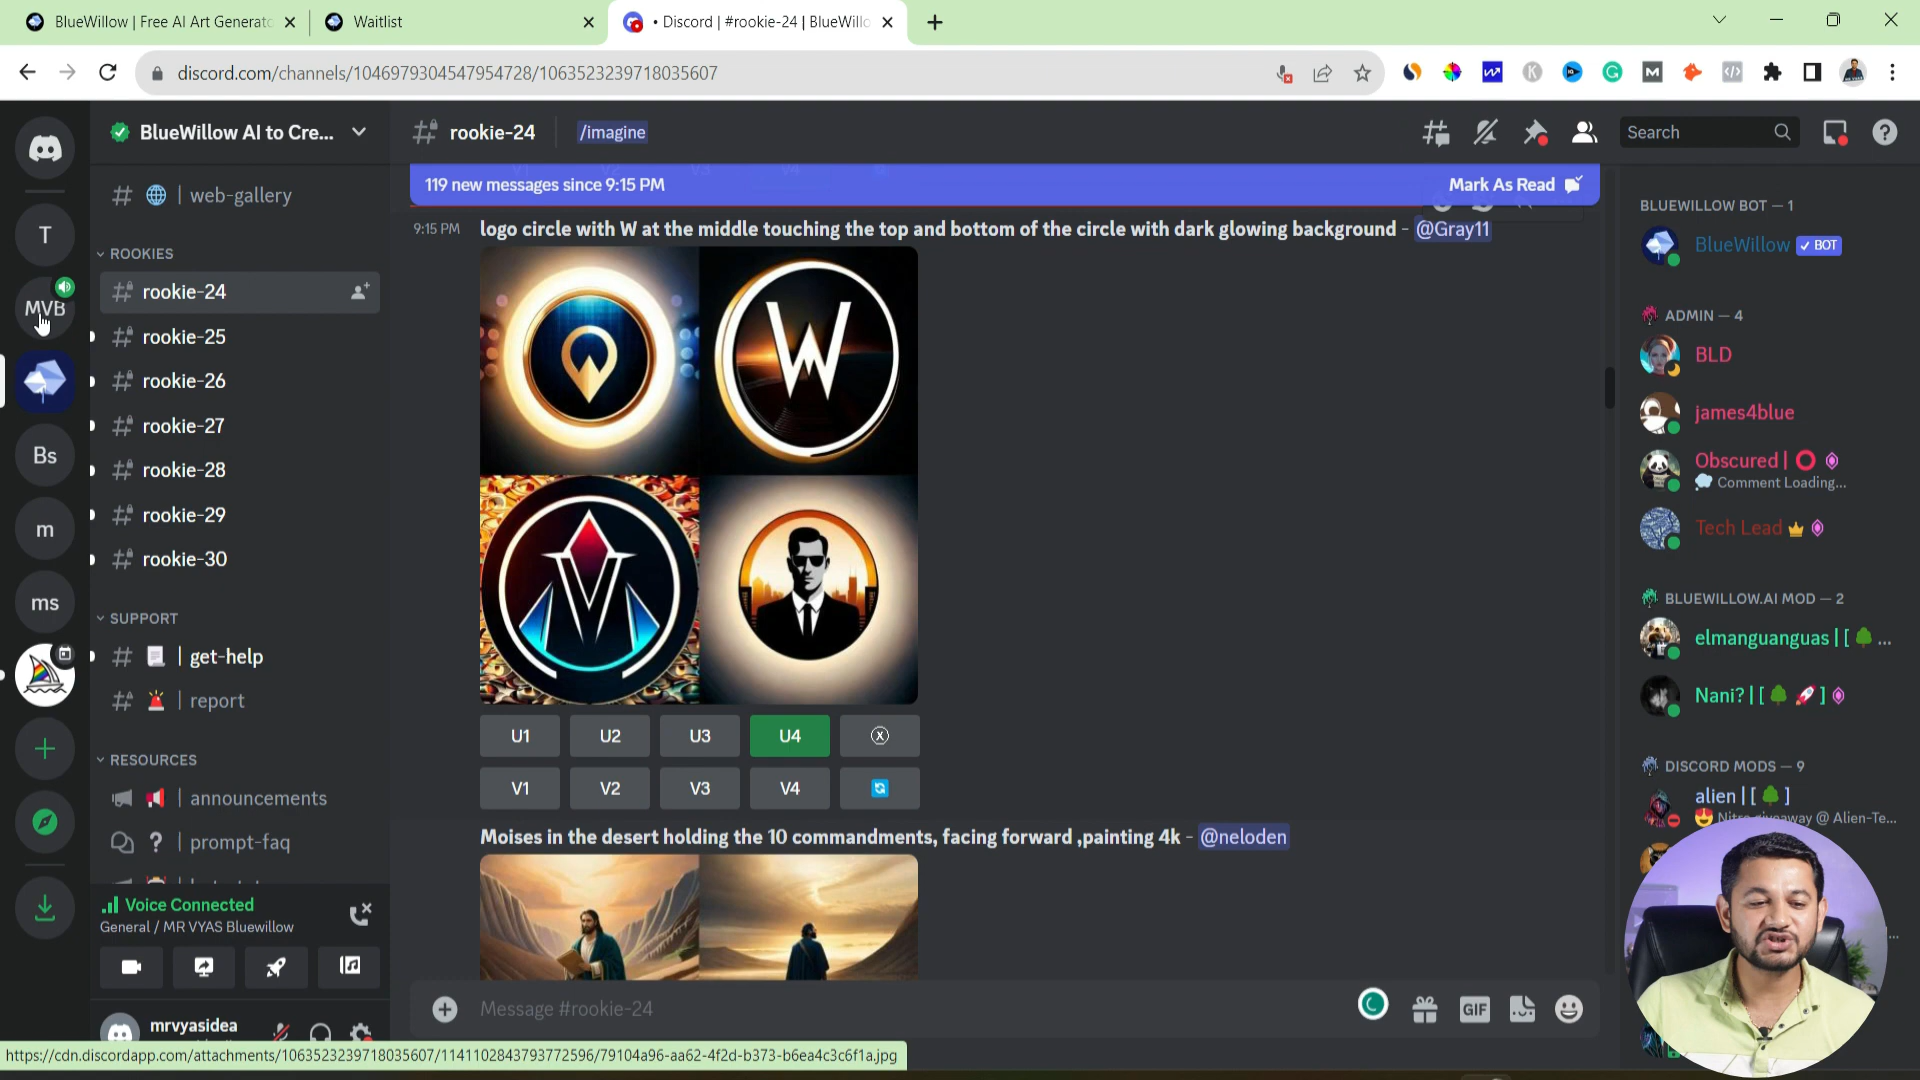 BlueWillow | Free AI Art Generato
Waitlist
• Discord | #rookie-24 | BlueWillo
discord.com/channels/1046979304547954728/1063523239718035607
BlueWillow AI to Cre...
rookie-24
/imagine
Search
119 new messages since 9:15 PM
Mark As Read
web-gallery
ROOKIES
rookie-24
rookie-25
rookie-26
rookie-27
rookie-28
rookie-29
rookie-30
SUPPORT
get-help
report
RESOURCES
announcements
prompt-faq
T
MVB
Bs
m
ms
9:15 PM
logo circle with W at the middle touching the top and bottom of the circle with dark glowing background - @Gray11
W
U1 U2 U3 U4
V1 V2 V3 V4
Moises in the desert holding the 10 commandments, facing forward ,painting 4k - @neloden
Message #rookie-24
GIF
Voice Connected
General / MR VYAS Bluewillow
mrvyasidea
BLUEWILLOW BOT — 1
BlueWillow ✓ BOT
ADMIN — 4
BLD
james4blue
Obscured |
Comment Loading...
Tech Lead
BLUEWILLOW.AI MOD — 2
elmanguanguas | [ ...
Nani? | [ ]
DISCORD MODS — 9
alien | [ ]
Nitro giveaway @ Alien-Te...
https://cdn.discordapp.com/attachments/1063523239718035607/1141102843793772596/79104a96-aa62-4f2d-b373-b6ea4c3c6f1a.jpg